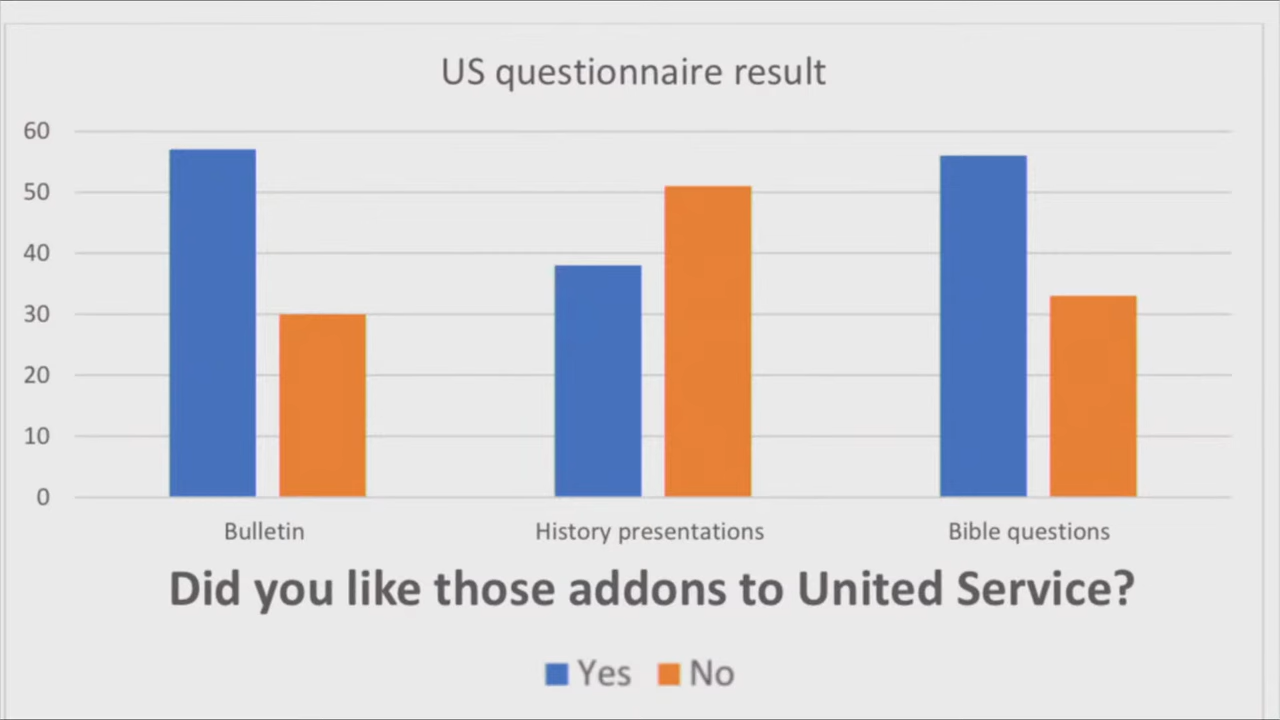 US questionnaire result
60
50
40
30
20
10
0
Bulletin History presentations Bible questions
Did you like those addons to United Service?
Yes No